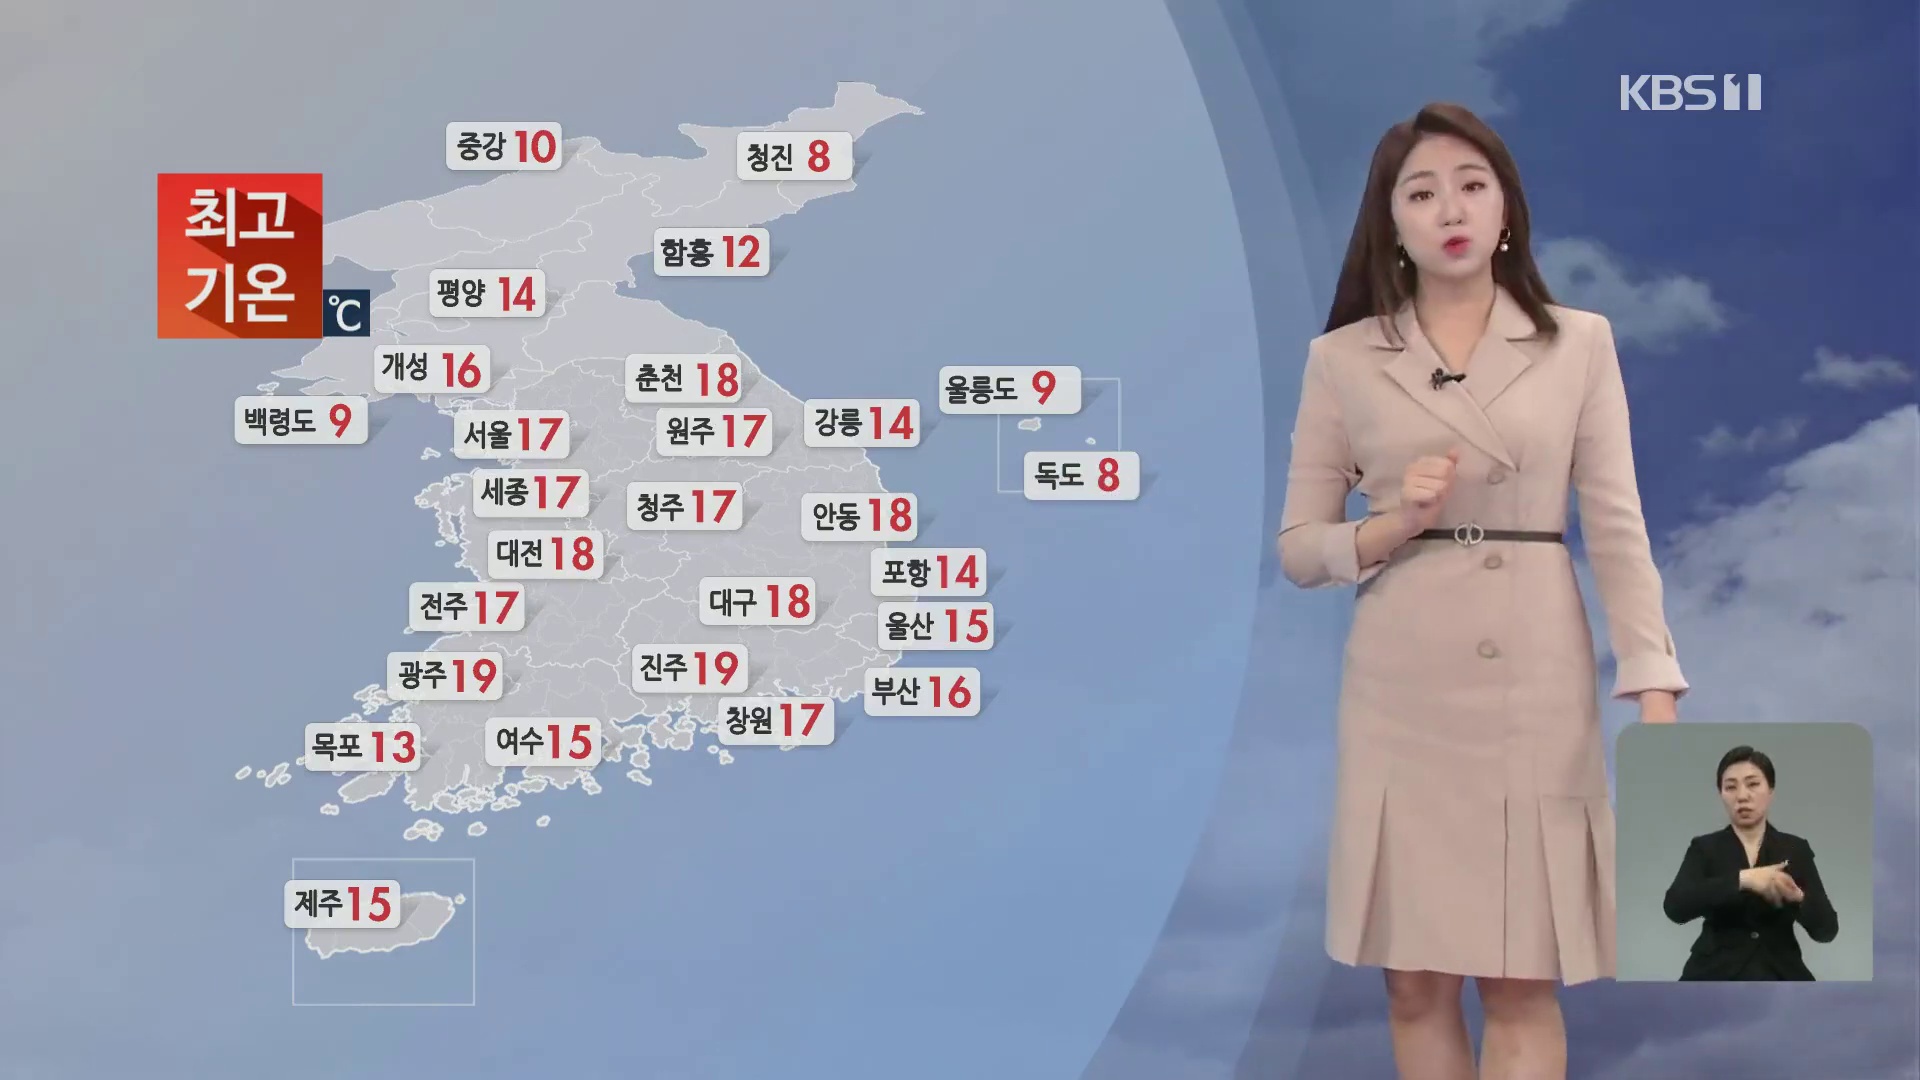 KBS 1
최고
기온
℃
중강 10
청진 8
함흥 12
평양 14
개성 16
춘천 18
울릉도 9
백령도 9
서울 17
원주 17
강릉 14
독도 8
세종 17
청주 17
안동 18
대전 18
포항 14
전주 17
대구 18
울산 15
광주 19
진주 19
부산 16
목포 13
여수 15
창원 17
제주 15